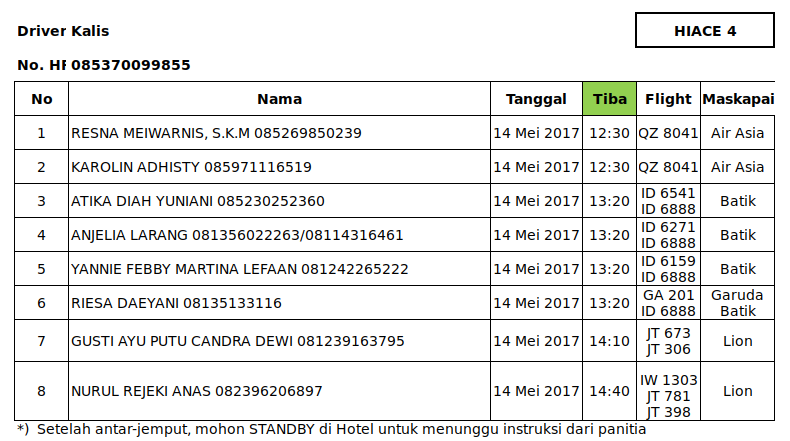 Driver Kalis
HIACE 4
No. HP 085370099855
No Nama Tanggal Tiba Flight Maskapai
1 RESNA MEIWARNIS, S.K.M 085269850239 14 Mei 2017 12:30 QZ 8041 Air Asia
2 KAROLIN ADHISTY 085971116519 14 Mei 2017 12:30 QZ 8041 Air Asia
3 ATIKA DIAH YUNIANI 085230252360 14 Mei 2017 13:20 ID 6541 Batik
ID 6888
4 ANJELIA LARANG 081356022263/08114316461 14 Mei 2017 13:20 ID 6271 Batik
ID 6888
5 YANNIE FEBBY MARTINA LEFAAN 081242265222 14 Mei 2017 13:20 ID 6159 Batik
ID 6888
6 RIESA DAEYANI 08135133116 14 Mei 2017 13:20 GA 201 Garuda
ID 6888 Batik
7 GUSTI AYU PUTU CANDRA DEWI 081239163795 14 Mei 2017 14:10 JT 673 Lion
JT 306
8 NURUL REJEKI ANAS 082396206897 14 Mei 2017 14:40 IW 1303 Lion
JT 781
JT 398
*) Setelah antar-jemput, mohon STANDBY di Hotel untuk menunggu instruksi dari panitia